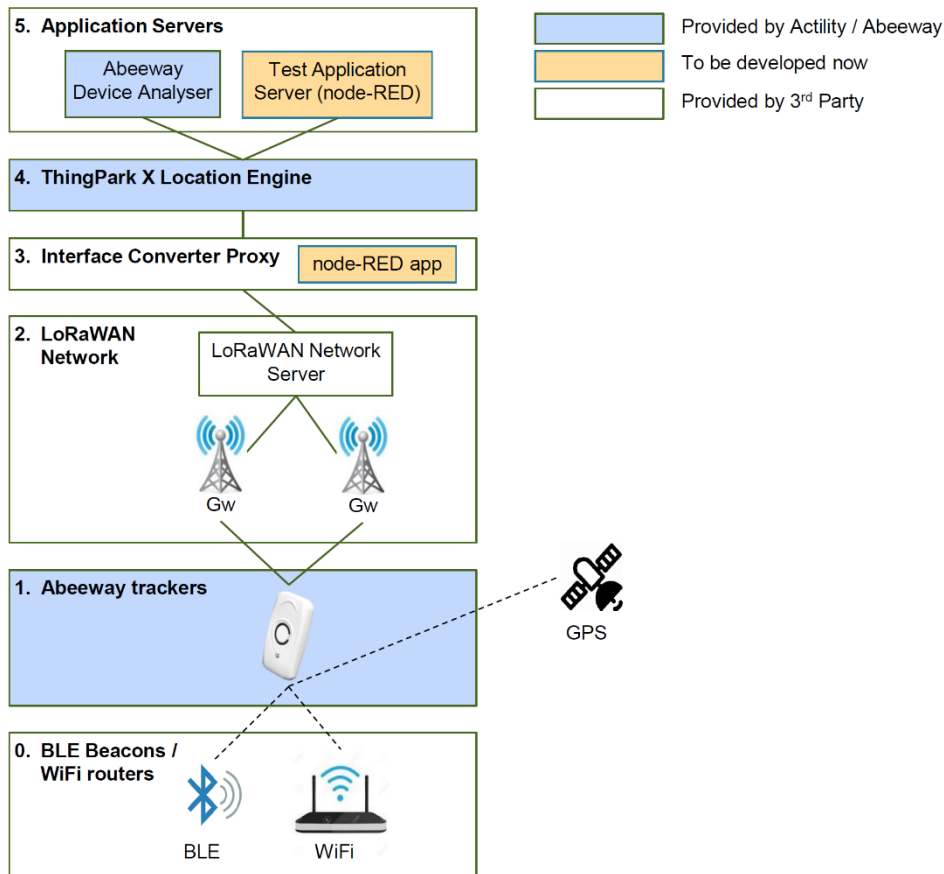 5. Application Servers
Abeeway
Device Analyser
Test Application
Server (node-RED)
Provided by Actility / Abeeway
To be developed now
Provided by 3rd Party
4. ThingPark X Location Engine
3. Interface Converter Proxy
node-RED app
2. LoRaWAN
Network
LoRaWAN Network
Server
Gw
Gw
1. Abeeway trackers
GPS
0. BLE Beacons /
WiFi routers
BLE
WiFi